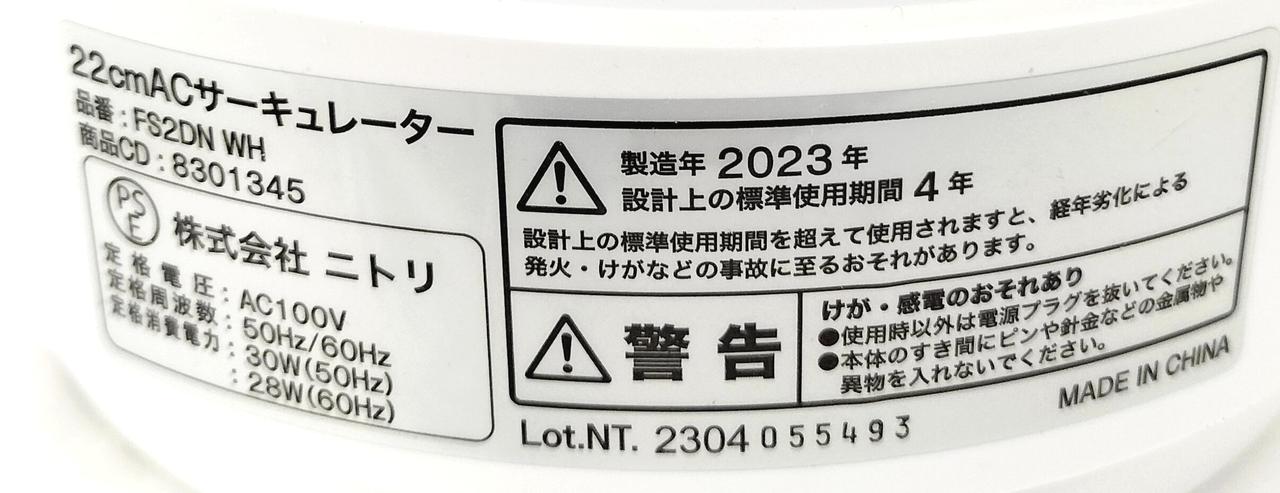 22cmACサーキュレーター
品番：FS2DN WH
商品CD：8301345
PS
E
株式会社 ニトリ
定格電圧：AC100V
定格周波数：50Hz/60Hz
定格消費電力：30W(50Hz)
：28W(60Hz)
製造年 2023 年
設計上の標準使用期間 4 年
設計上の標準使用期間を超えて使用されますと、経年劣化による
発火・けがなどの事故に至るおそれがあります。
警告
けが・感電のおそれあり
●使用時以外は電源プラグを抜いてください。
●本体のすき間にピンや針金などの金属物や
異物を入れないでください。
Lot.NT. 2304055493
MADE IN CHINA